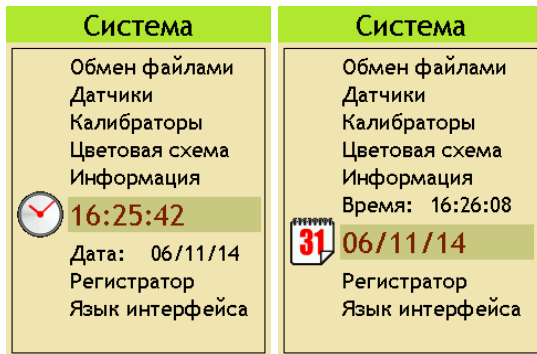 Система
Обмен файлами
Датчики
Калибраторы
Цветовая схема
Информация
16:25:42
Дата: 06/11/14
Регистратор
Язык интерфейса
Система
Обмен файлами
Датчики
Калибраторы
Цветовая схема
Информация
Время: 16:26:08
31
06/11/14
Регистратор
Язык интерфейса